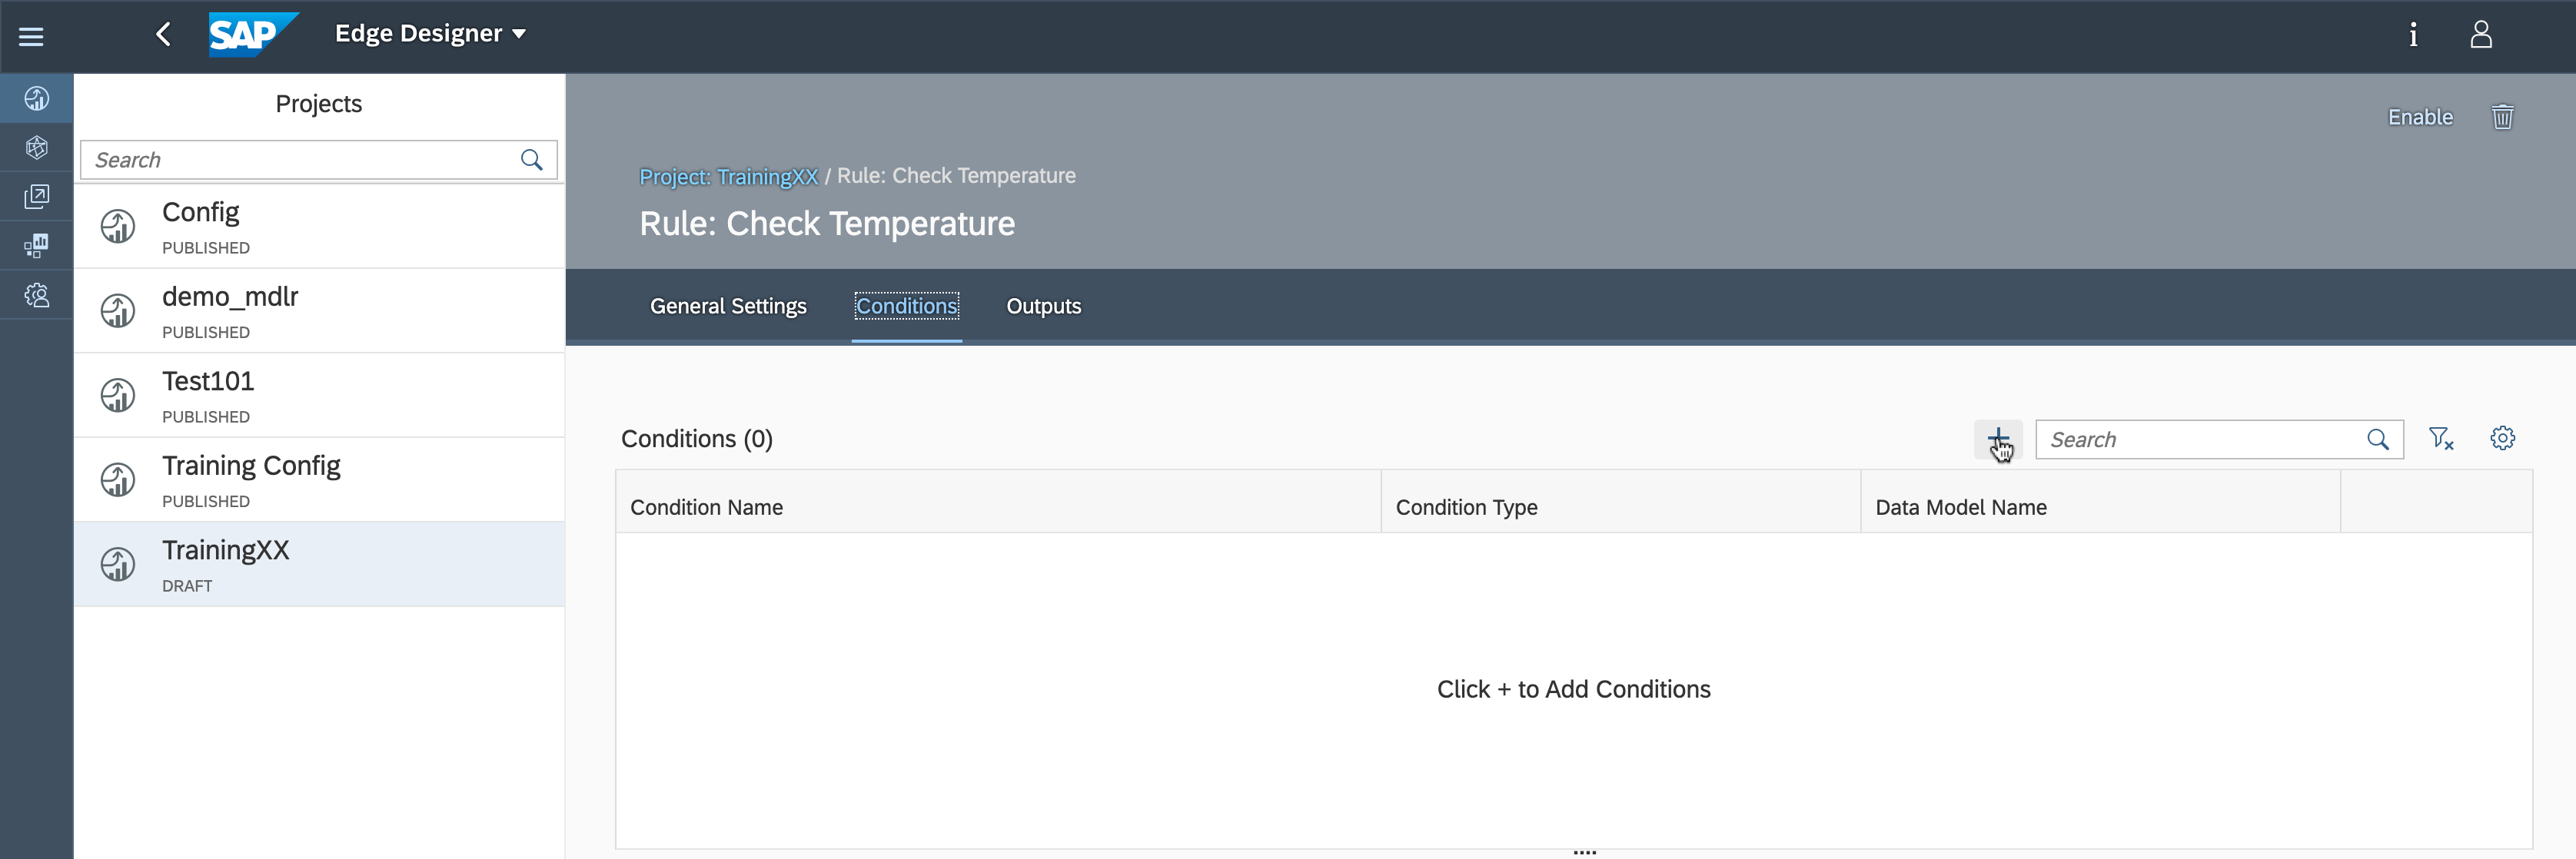 SAP
Edge Designer
i
Projects
Search
Config
PUBLISHED
demo_mdlr
PUBLISHED
Test101
PUBLISHED
Training Config
PUBLISHED
TrainingXX
DRAFT
Enable
Project: TrainingXX / Rule: Check Temperature
Rule: Check Temperature
General Settings Conditions Outputs
Conditions (0)
Search
Condition Name Condition Type Data Model Name
Click + to Add Conditions